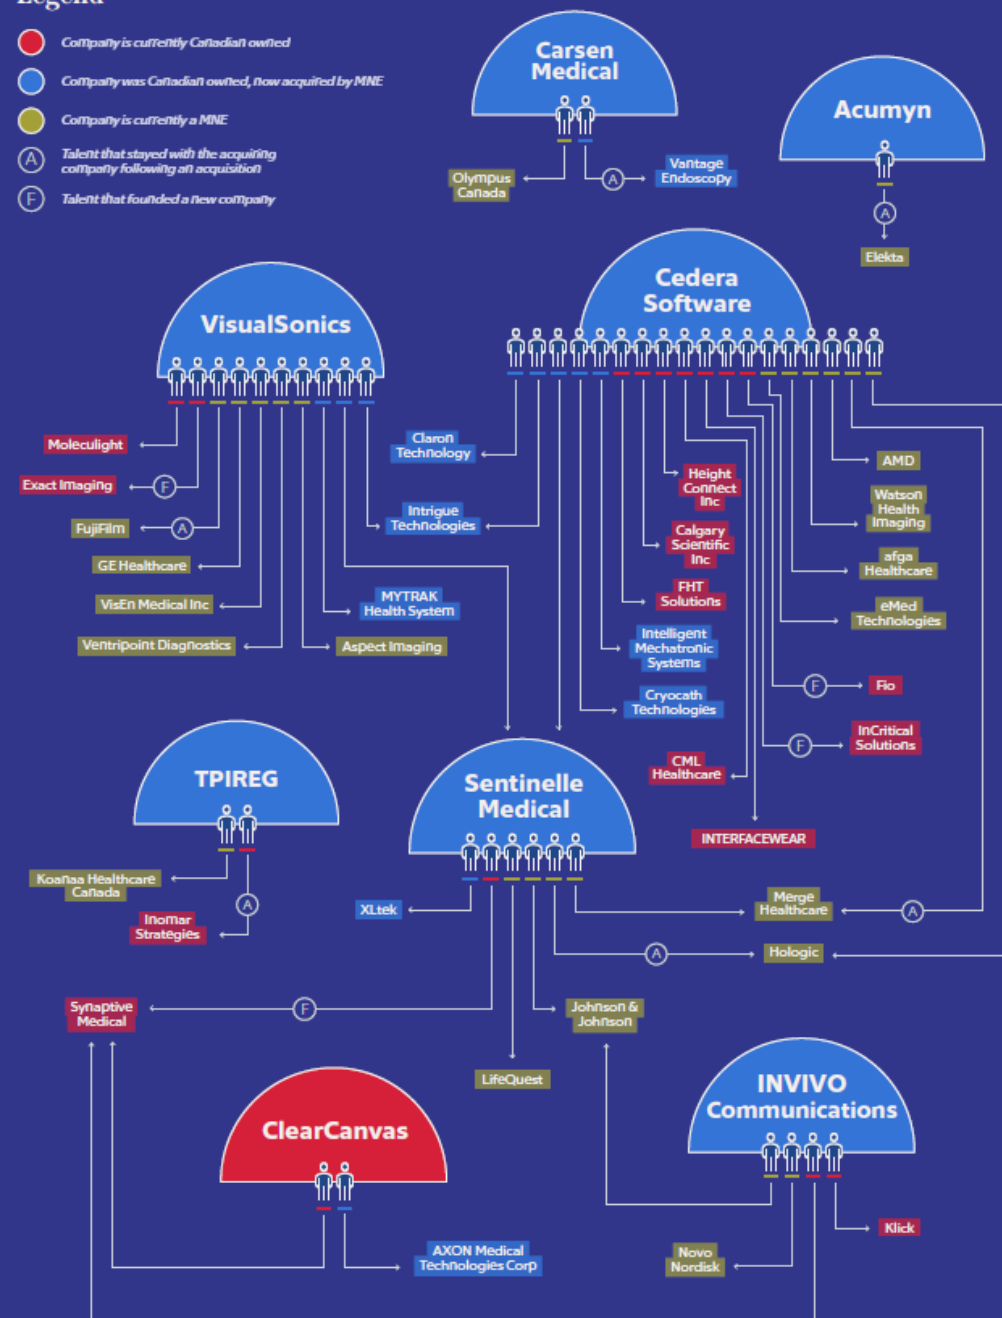 Legend
Company is currently Canadian owned
Company was Canadian owned, now acquired by MNE
Company is currently a MNE
A
Talent that stayed with the acquiring
company following an acquisition
F
Talent that founded a new company
Carsen
Medical
Olympus
Canada
A
Vantage
Endoscopy
Acumyn
A
Elekta
VisualSonics
Moleculight
Exact Imaging
F
FujiFilm
A
GE Healthcare
VisEn Medical Inc
Ventripoint Diagnostics
Aspect Imaging
MYTRAK
Health System
Intrigue
Technologies
Claron
Technology
Cedera
Software
Height
Connect
Inc
Calgary
Scientific
Inc
FHT
Solutions
Intelligent
Mechatronic
Systems
Cryocath
Technologies
CML
Healthcare
INTERFACEWEAR
AMD
Watson
Health
Imaging
afga
Healthcare
eMed
Technologies
F
Fio
F
InCritical
Solutions
TPIREG
Koanaa Healthcare
Canada
A
Inomar
Strategies
Sentinelle
Medical
XLtek
Merge
Healthcare
A
A
Hologic
Synaptive
Medical
F
Johnson &
Johnson
LifeQuest
ClearCanvas
AXON Medical
Technologies Corp
INVIVO
Communications
Novo
Nordisk
Klick